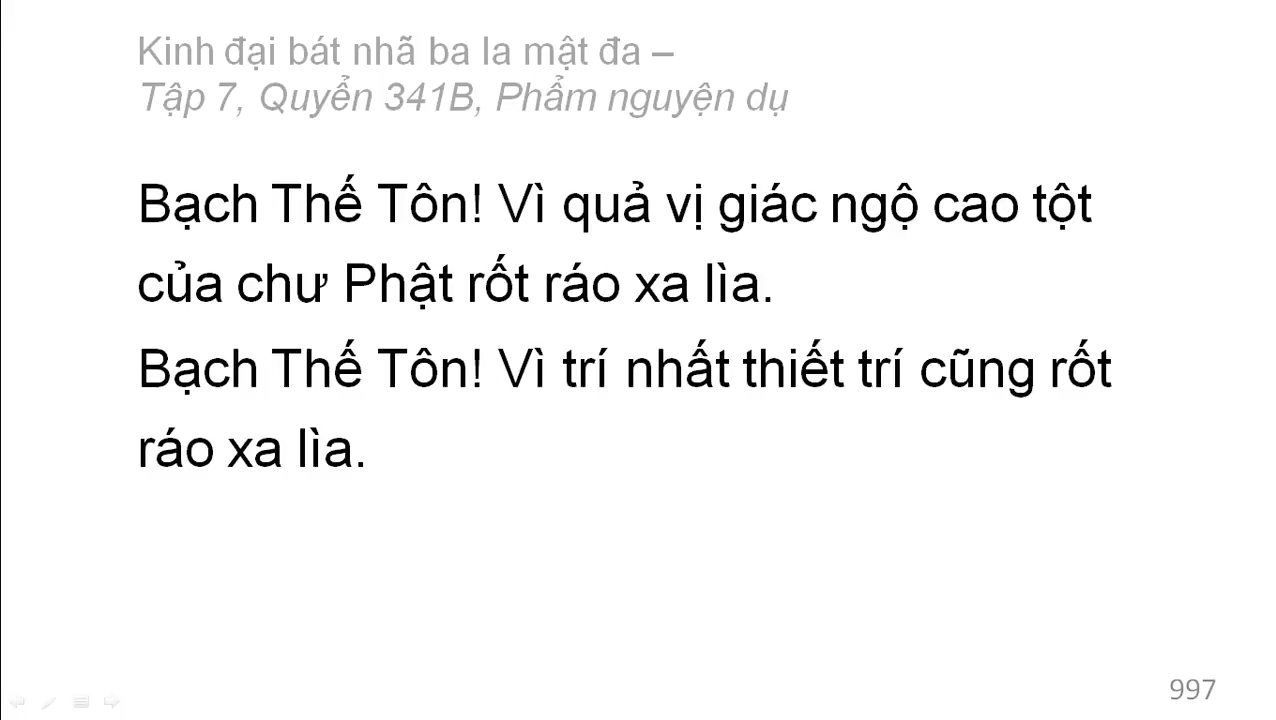 Kinh đại bát nhã ba la mật đa –
Tập 7, Quyển 341B, Phẩm nguyện dụ
Bạch Thế Tôn! Vì quả vị giác ngộ cao tột
của chư Phật rốt ráo xa lìa.
Bạch Thế Tôn! Vì trí nhất thiết trí cũng rốt
ráo xa lìa.
997